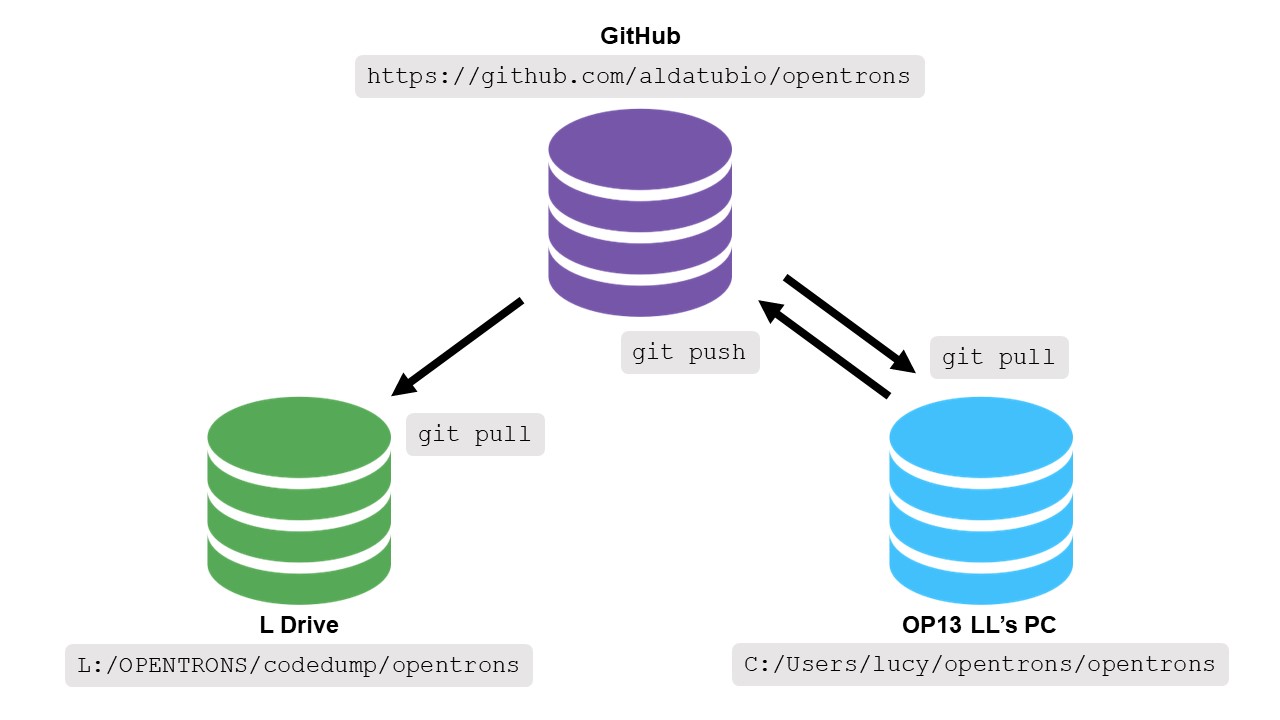 GitHub
https://github.com/aldatubio/opentrons
git push
git pull
git pull
L Drive
L:/OPENTRONS/codedump/opentrons
OP13 LL’s PC
C:/Users/lucy/opentrons/opentrons